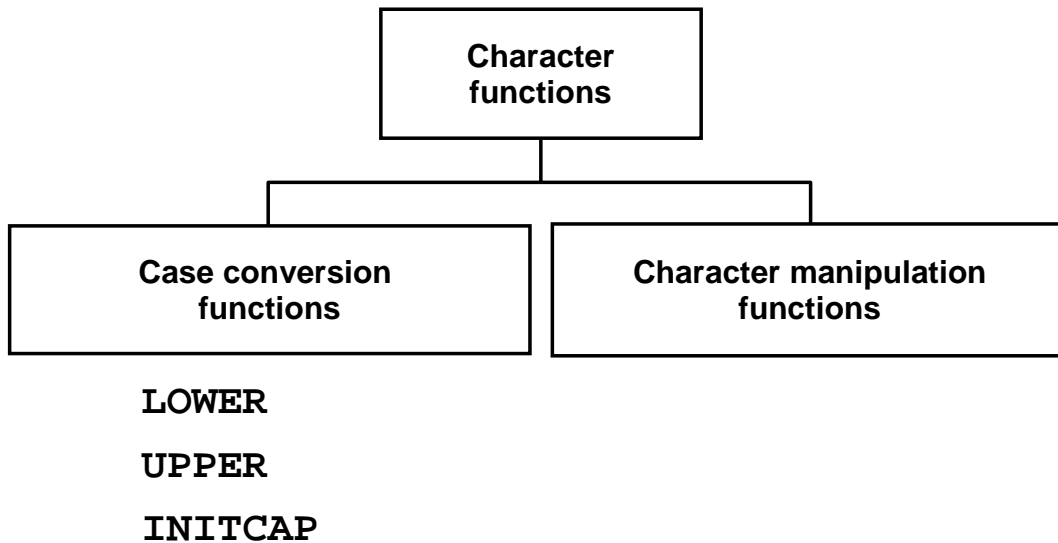 Character
functions
Case conversion
functions
Character manipulation
functions
LOWER
UPPER
INITCAP